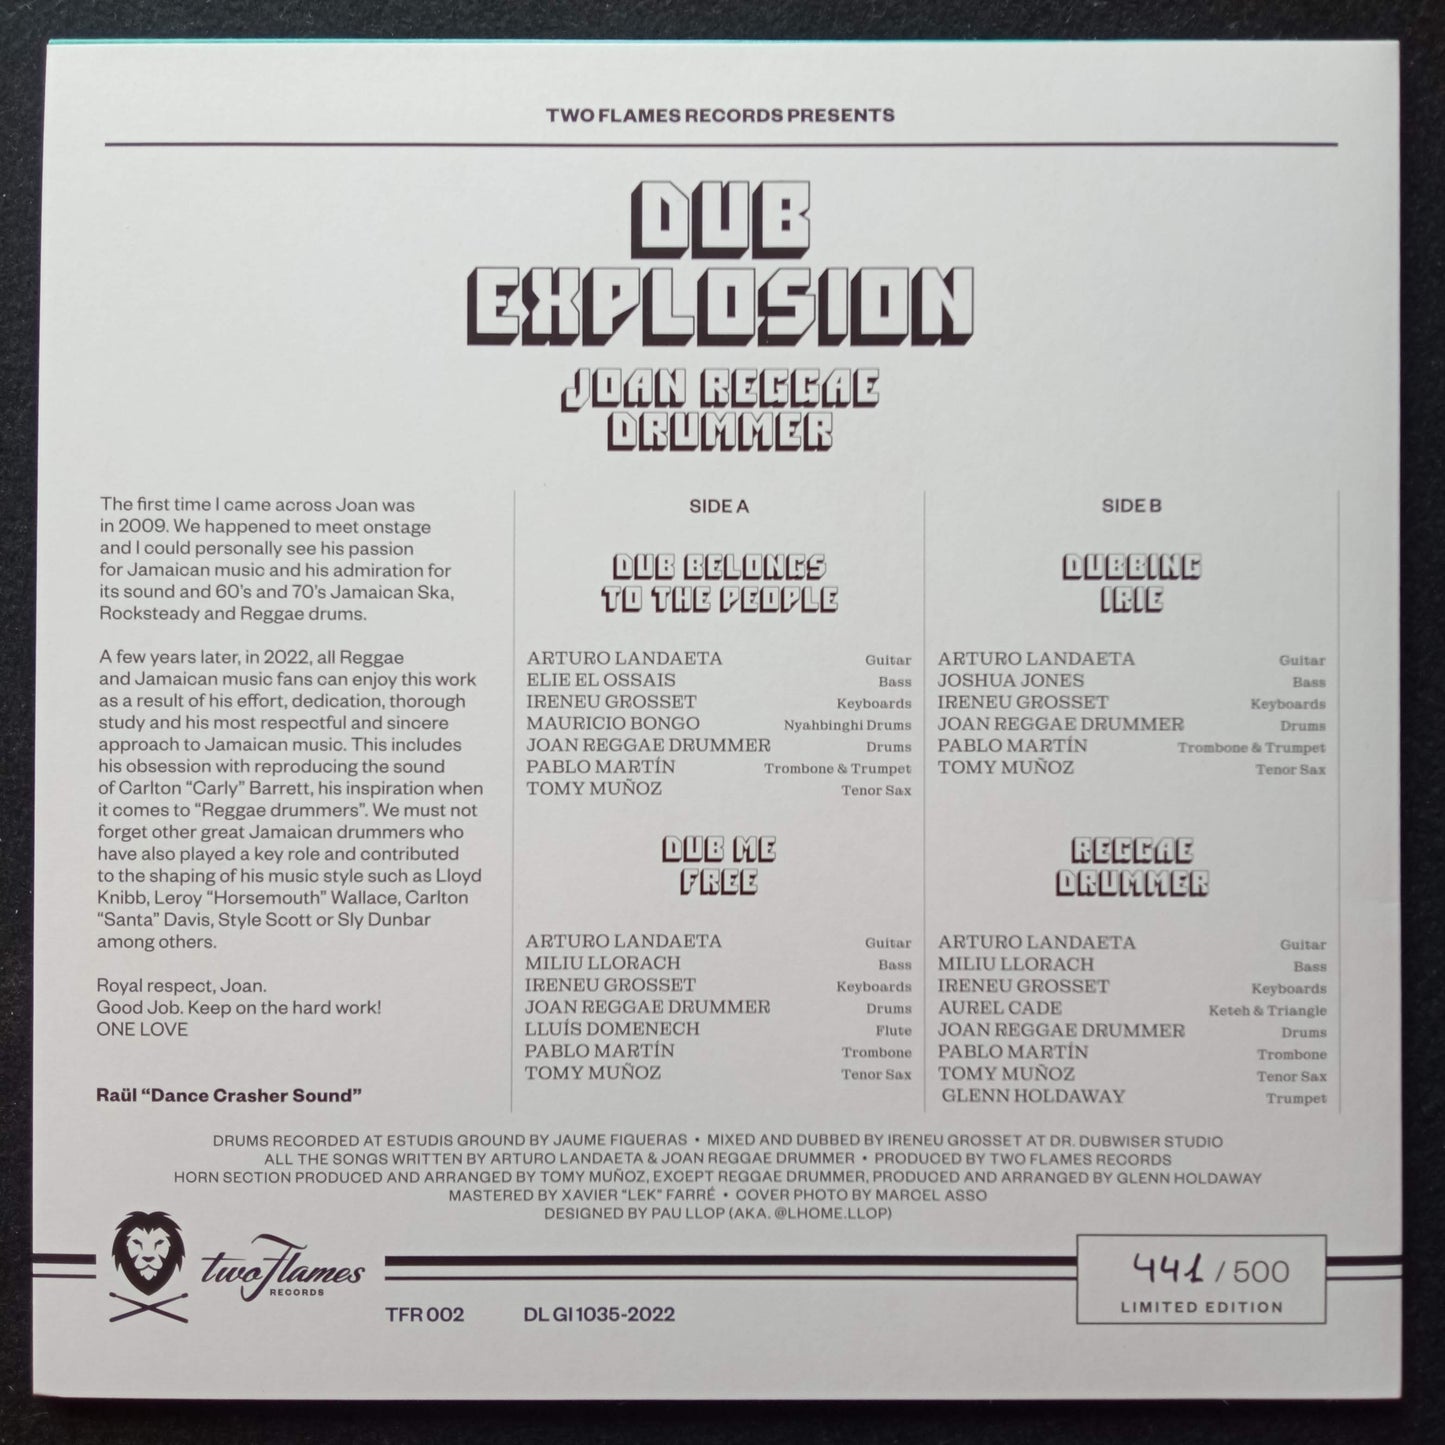 TWO FLAMES RECORDS PRESENTS
DUB
EXPLOSION
JOAN REGGAE
DRUMMER
The first time I came across Joan was
in 2009. We happened to meet onstage
and I could personally see his passion
for Jamaican music and his admiration for
its sound and 60's and 70's Jamaican Ska,
Rocksteady and Reggae drums.
A few years later, in 2022, all Reggae
and Jamaican music fans can enjoy this work
as a result of his effort, dedication, thorough
study and his most respectful and sincere
approach to Jamaican music. This includes
his obsession with reproducing the sound
of Carlton “Carly” Barrett, his inspiration when
it comes to “Reggae drummers”. We must not
forget other great Jamaican drummers who
have also played a key role and contributed
to the shaping of his music style such as Lloyd
Knibb, Leroy “Horsemouth” Wallace, Carlton
“Santa” Davis, Style Scott or Sly Dunbar
among others.
Royal respect, Joan.
Good Job. Keep on the hard work!
ONE LOVE
Raül “Dance Crasher Sound”
SIDE A
DUB BELONGS
TO THE PEOPLE
ARTURO LANDAETA Guitar
ELIE EL OSSAIS Bass
IRENEU GROSSET Keyboards
MAURICIO BONGO Nyahbinghi Drums
JOAN REGGAE DRUMMER Drums
PABLO MARTÍN Trombone & Trumpet
TOMY MUÑOZ Tenor Sax
DUB ME
FREE
ARTURO LANDAETA Guitar
MILIU LLORACH Bass
IRENEU GROSSET Keyboards
JOAN REGGAE DRUMMER Drums
LLUÍS DOMENECH Flute
PABLO MARTÍN Trombone
TOMY MUÑOZ Tenor Sax
SIDE B
DUBBING
IRIE
ARTURO LANDAETA Guitar
JOSHUA JONES Bass
IRENEU GROSSET Keyboards
JOAN REGGAE DRUMMER Drums
PABLO MARTÍN Trombone & Trumpet
TOMY MUÑOZ Tenor Sax
REGGAE
DRUMMER
ARTURO LANDAETA Guitar
MILIU LLORACH Bass
IRENEU GROSSET Keyboards
AUREL CADE Keteh & Triangle
JOAN REGGAE DRUMMER Drums
PABLO MARTÍN Trombone
TOMY MUÑOZ Tenor Sax
GLENN HOLDAWAY Trumpet
DRUMS RECORDED AT ESTUDIS GROUND BY JAUME FIGUERAS • MIXED AND DUBBED BY IRENEU GROSSET AT DR. DUBWISER STUDIO
ALL THE SONGS WRITTEN BY ARTURO LANDAETA & JOAN REGGAE DRUMMER • PRODUCED BY TWO FLAMES RECORDS
HORN SECTION PRODUCED AND ARRANGED BY TOMY MUÑOZ, EXCEPT REGGAE DRUMMER, PRODUCED AND ARRANGED BY GLENN HOLDAWAY
MASTERED BY XAVIER "LEK" FARRÉ • COVER PHOTO BY MARCEL ASSO
DESIGNED BY PAU LLOP (AKA. @LHOME.LLOP)
two Flames
RECORDS
TFR 002 DL GI 1035-2022
441 / 500
LIMITED EDITION